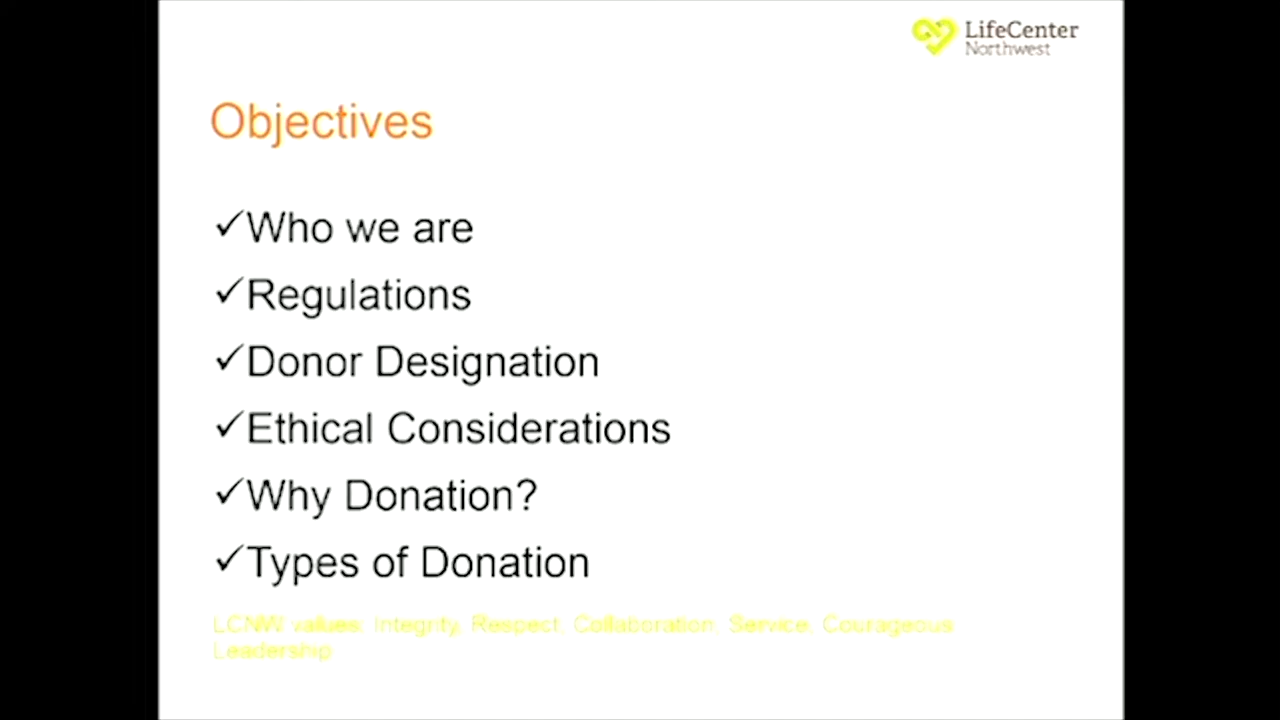 LifeCenter
Northwest
Objectives
✓Who we are
✓Regulations
✓Donor Designation
✓Ethical Considerations
✓Why Donation?
✓Types of Donation
LCNW values: Integrity, Respect, Collaboration, Service, Courageous
Leadership